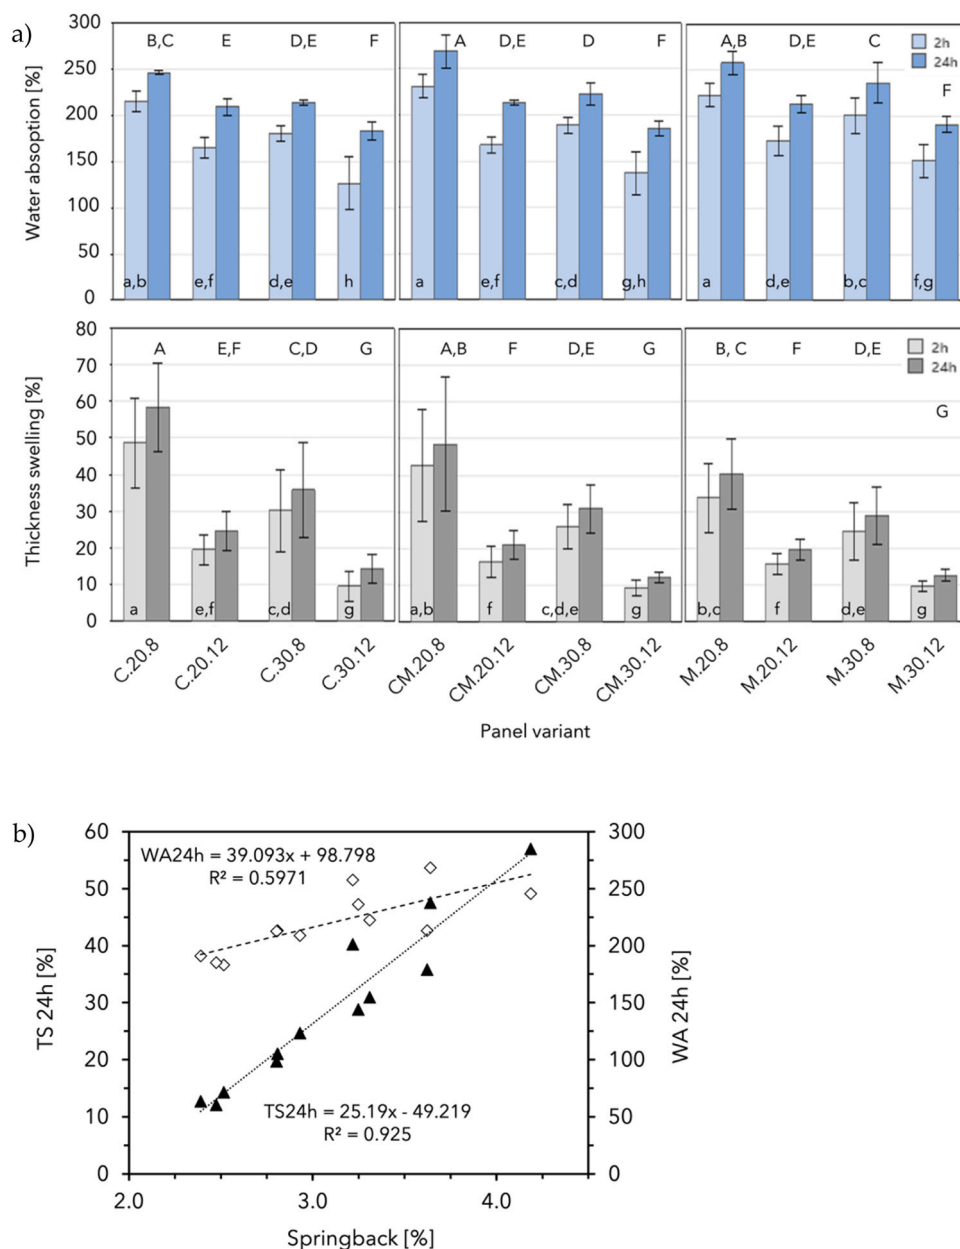 a)
Water absoption [%]
300
250
200
150
100
50
0
B,C E D,E F
A D,E D F
A,B D,E C F
2h
24h
a,b e,f d,e h
a e,f c,d g,h
a d,e b,c f,g
Thickness swelling [%]
80
70
60
50
40
30
20
10
0
A E,F C,D G
A,B F D,E G
B, C F D,E G
2h
24h
a e,f c,d g
a,b f c,d,e g
b,c f d,e g
C.20.8 C.20.12 C.30.8 C.30.12 CM.20.8 CM.20.12 CM.30.8 CM.30.12 M.20.8 M.20.12 M.30.8 M.30.12
Panel variant
b)
TS 24h [%]
60
50
40
30
20
10
0
WA24h = 39.093x + 98.798
R² = 0.5971
TS24h = 25.19x - 49.219
R² = 0.925
300
250
200
150
100
50
0
WA 24h [%]
2.0 3.0 4.0
Springback [%]